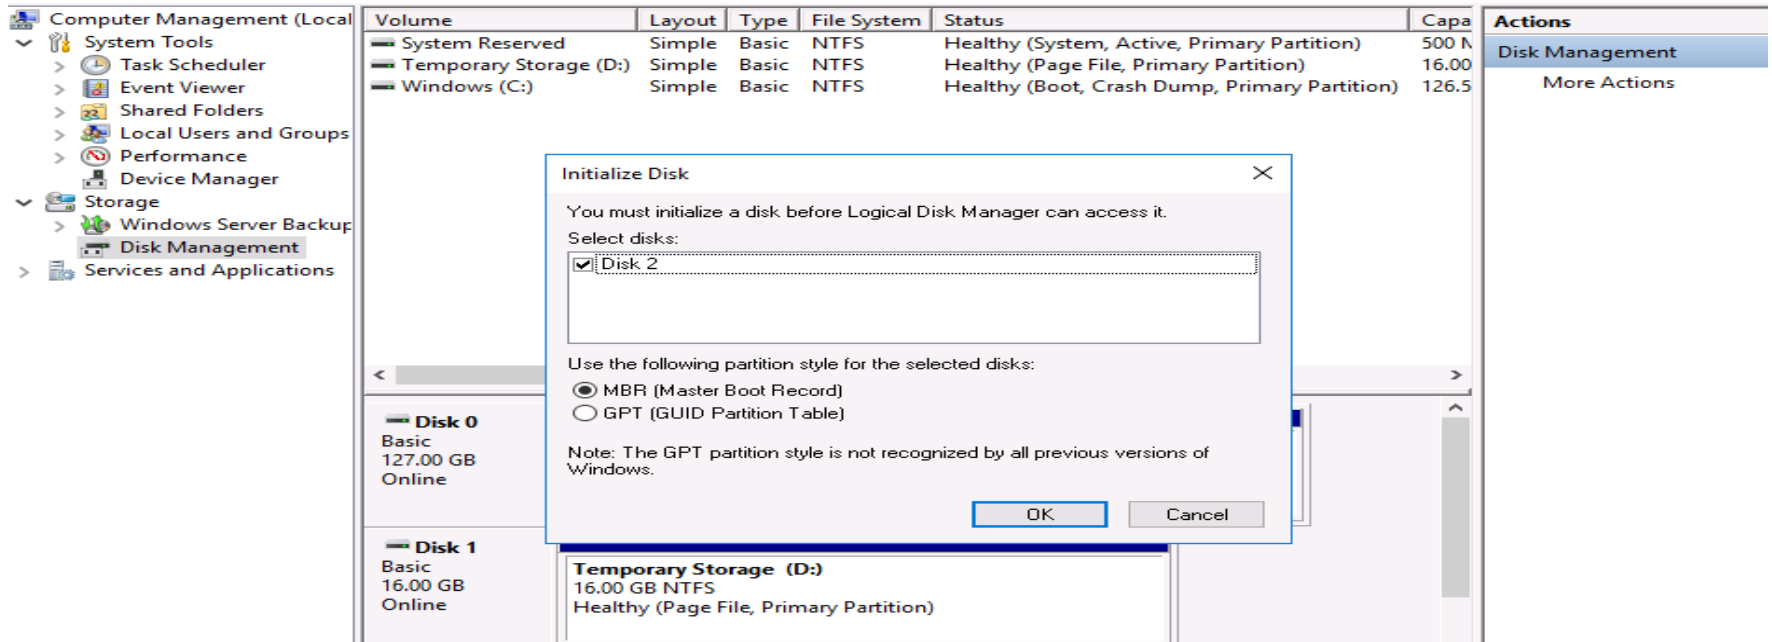 Computer Management (Local
System Tools
Task Scheduler
Event Viewer
Shared Folders
Local Users and Groups
Performance
Device Manager
Storage
Windows Server Backup
Disk Management
Services and Applications
Volume Layout Type File System Status Capa
System Reserved Simple Basic NTFS Healthy (System, Active, Primary Partition) 500 M
Temporary Storage (D:) Simple Basic NTFS Healthy (Page File, Primary Partition) 16.00
Windows (C:) Simple Basic NTFS Healthy (Boot, Crash Dump, Primary Partition) 126.5
Initialize Disk
You must initialize a disk before Logical Disk Manager can access it.
Select disks:
Disk 2
Use the following partition style for the selected disks:
MBR (Master Boot Record)
GPT (GUID Partition Table)
Note: The GPT partition style is not recognized by all previous versions of
Windows.
OK Cancel
Disk 0
Basic
127.00 GB
Online
Disk 1
Basic
16.00 GB
Online
Temporary Storage (D:)
16.00 GB NTFS
Healthy (Page File, Primary Partition)
Actions
Disk Management
More Actions